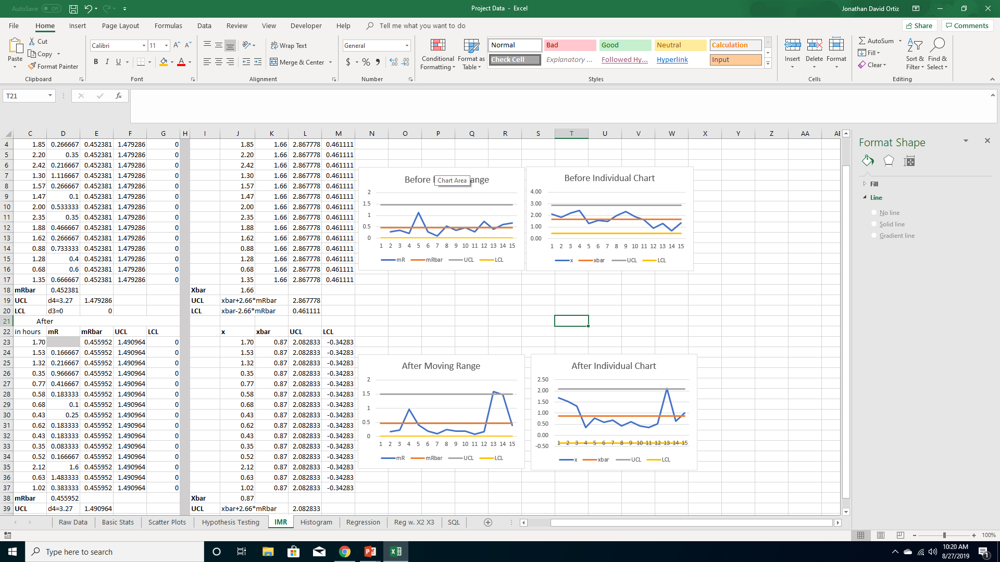 AutoSave Off
Project Data - Excel
Jonathan David Ortiz
File Home Insert Page Layout Formulas Data Review View Developer Help Tell me what you want to do Share Comments
Paste Cut Copy Format Painter Clipboard
Calibri 11 B I U A Font
Wrap Text Merge & Center Alignment
General $ % Number
Conditional Formatting Format as Table
Normal Bad Good Neutral Calculation
Check Cell Explanatory ... Followed Hy... Hyperlink Input
Styles
Insert Delete Format Cells
AutoSum Fill Clear Sort & Filter Find & Select Editing
T21 fx
C D E F G H I J K L M N O P Q R S T U V W X Y Z AA
4 1.85 0.266667 0.452381 1.479286 0 1.85 1.66 2.867778 0.461111
5 2.20 0.35 0.452381 1.479286 0 2.20 1.66 2.867778 0.461111
6 2.42 0.216667 0.452381 1.479286 0 2.42 1.66 2.867778 0.461111
7 1.30 1.116667 0.452381 1.479286 0 1.30 1.66 2.867778 0.461111
8 1.57 0.266667 0.452381 1.479286 0 1.57 1.66 2.867778 0.461111
9 1.47 0.1 0.452381 1.479286 0 1.47 1.66 2.867778 0.461111
10 2.00 0.533333 0.452381 1.479286 0 2.00 1.66 2.867778 0.461111
11 2.35 0.35 0.452381 1.479286 0 2.35 1.66 2.867778 0.461111
12 1.88 0.466667 0.452381 1.479286 0 1.88 1.66 2.867778 0.461111
13 1.62 0.266667 0.452381 1.479286 0 1.62 1.66 2.867778 0.461111
14 0.88 0.733333 0.452381 1.479286 0 0.88 1.66 2.867778 0.461111
15 1.28 0.4 0.452381 1.479286 0 1.28 1.66 2.867778 0.461111
16 0.68 0.6 0.452381 1.479286 0 0.68 1.66 2.867778 0.461111
17 1.35 0.666667 0.452381 1.479286 0 1.35 1.66 2.867778 0.461111
18 mRbar 0.452381 Xbar 1.66
19 UCL d4=3.27 1.479286 UCL xbar+2.66*mRbar 2.867778
20 LCL d3=0 0 LCL xbar-2.66*mRbar 0.461111
21 After
22 in hours mR mRbar UCL LCL x xbar UCL LCL
23 1.70 0.455952 1.490964 0 1.70 0.87 2.082833 -0.34283
24 1.53 0.166667 0.455952 1.490964 0 1.53 0.87 2.082833 -0.34283
25 1.32 0.216667 0.455952 1.490964 0 1.32 0.87 2.082833 -0.34283
26 0.35 0.966667 0.455952 1.490964 0 0.35 0.87 2.082833 -0.34283
27 0.77 0.416667 0.455952 1.490964 0 0.77 0.87 2.082833 -0.34283
28 0.58 0.183333 0.455952 1.490964 0 0.58 0.87 2.082833 -0.34283
29 0.68 0.1 0.455952 1.490964 0 0.68 0.87 2.082833 -0.34283
30 0.43 0.25 0.455952 1.490964 0 0.43 0.87 2.082833 -0.34283
31 0.62 0.183333 0.455952 1.490964 0 0.62 0.87 2.082833 -0.34283
32 0.43 0.183333 0.455952 1.490964 0 0.43 0.87 2.082833 -0.34283
33 0.35 0.083333 0.455952 1.490964 0 0.35 0.87 2.082833 -0.34283
34 0.52 0.166667 0.455952 1.490964 0 0.52 0.87 2.082833 -0.34283
35 2.12 1.6 0.455952 1.490964 0 2.12 0.87 2.082833 -0.34283
36 0.63 1.483333 0.455952 1.490964 0 0.63 0.87 2.082833 -0.34283
37 1.02 0.383333 0.455952 1.490964 0 1.02 0.87 2.082833 -0.34283
38 mRbar 0.455952 Xbar 0.87
39 UCL d4=3.27 1.490964 UCL xbar+2.66*mRbar 2.082833
Before Chart Area ange
2
1.5
1
0.5
0
1 2 3 4 5 6 7 8 9 10 11 12 13 14 15
mR mRbar UCL LCL
Before Individual Chart
4.00
3.00
2.00
1.00
0.00
1 2 3 4 5 6 7 8 9 10 11 12 13 14 15
x xbar UCL LCL
After Moving Range
2
1.5
1
0.5
0
1 2 3 4 5 6 7 8 9 10 11 12 13 14 15
mR mRbar UCL LCL
After Individual Chart
2.50
2.00
1.50
1.00
0.50
0.00
-0.50
1 2 3 4 5 6 7 8 9 10 11 12 13 14 15
x xbar UCL LCL
Format Shape
Fill
Line
No line
Solid line
Gradient line
Raw Data Basic Stats Scatter Plots Hypothesis Testing IMR Histogram Regression Reg w. X2 X3 SQL
100%
Type here to search
10:20 AM
8/27/2019
1